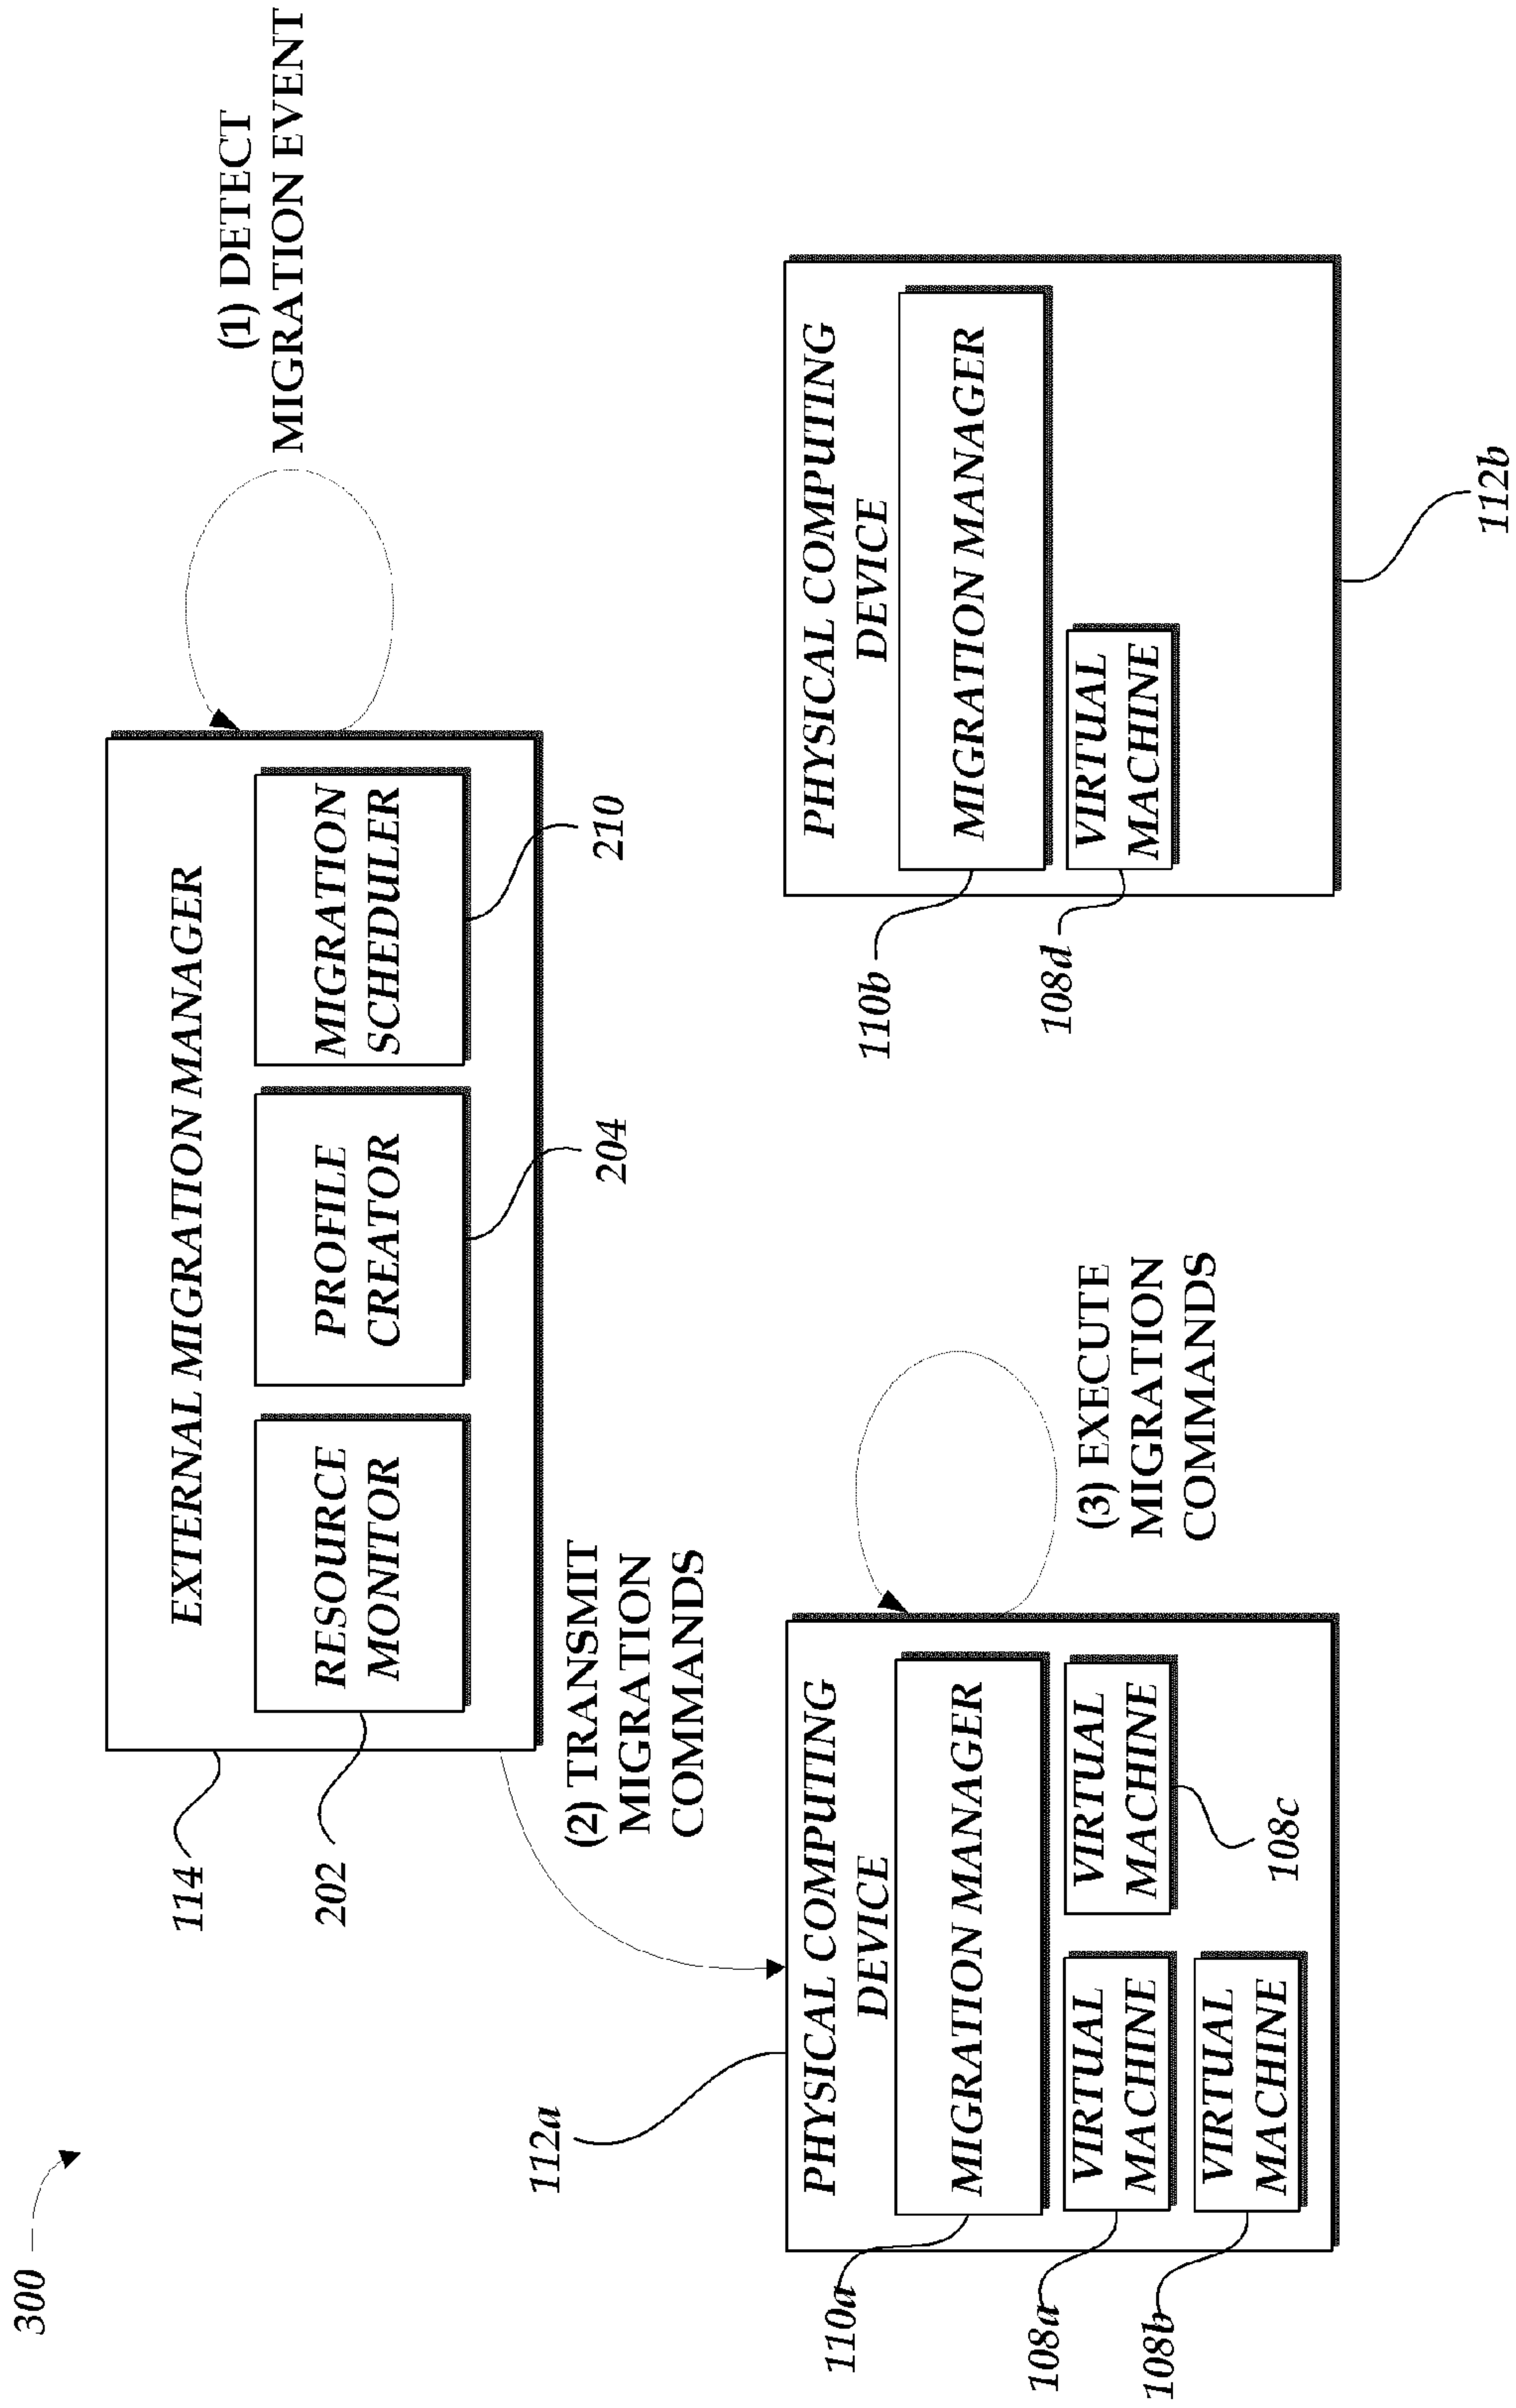 300
114
EXTERNAL MIGRATION MANAGER
RESOURCE
MONITOR
PROFILE
CREATOR
MIGRATION
SCHEDULER
202
204
210
(1) DETECT
MIGRATION EVENT
(2) TRANSMIT
MIGRATION
COMMANDS
112a
PHYSICAL COMPUTING
DEVICE
MIGRATION MANAGER
110a
VIRTUAL
MACHINE
108a
VIRTUAL
MACHINE
108b
VIRTUAL
MACHINE
108c
(3) EXECUTE
MIGRATION
COMMANDS
PHYSICAL COMPUTING
DEVICE
MIGRATION MANAGER
110b
VIRTUAL
MACHINE
108d
112b